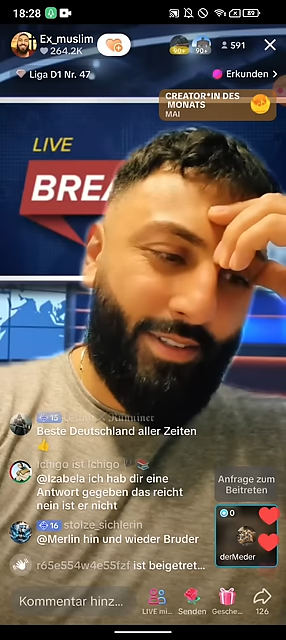 18:28
89
Ex_muslim
264.2K
90+
90+
591
Liga D1 Nr. 47
Erkunden >
CREATOR*IN DES
MONATS
MAI
LIVE
BREA
15
Beste Deutschland aller Zeiten
👍
Ichigo ist Ichigo
@Izabela ich hab dir eine
Antwort gegeben das reicht
nein ist er nicht
Anfrage zum
Beitreten
0
16 stolze_sichlerin
@Merlin hin und wieder Bruder
derMeder
r65e554w4e55fzf ist beigetret...
Kommentar hinz...
LIVE mi...
Senden
Gesche...
126